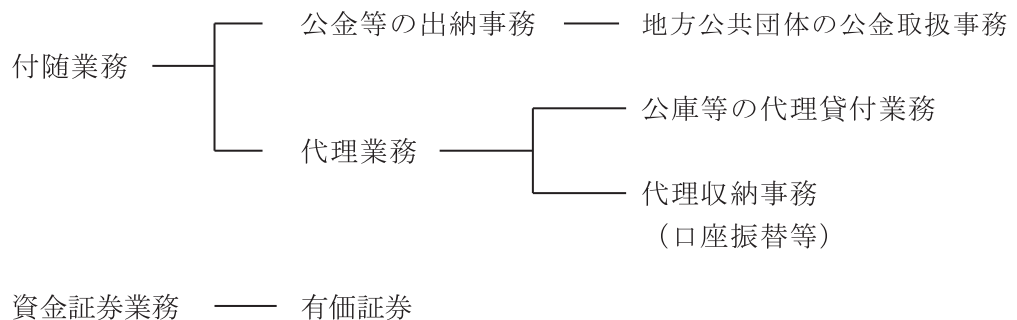 公金等の出納事務
地方公共団体の公金取扱事務
付随業務
公庫等の代理貸付業務
代理業務
代理収納事務
（口座振替等）
資金証券業務
有価証券